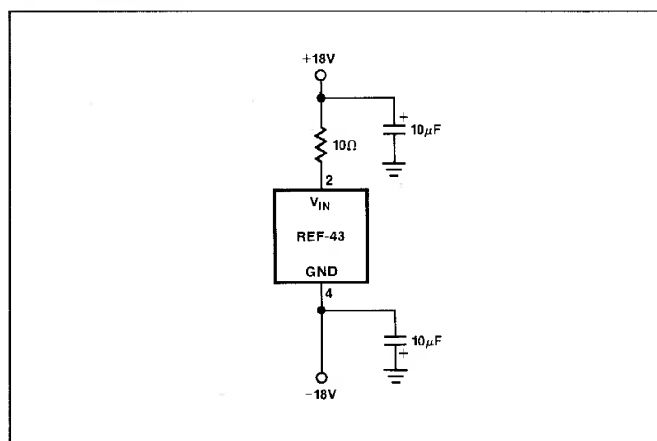 +18V
+
10µF
10Ω
2
VIN
REF-43
GND
4
10µF
+
−18V